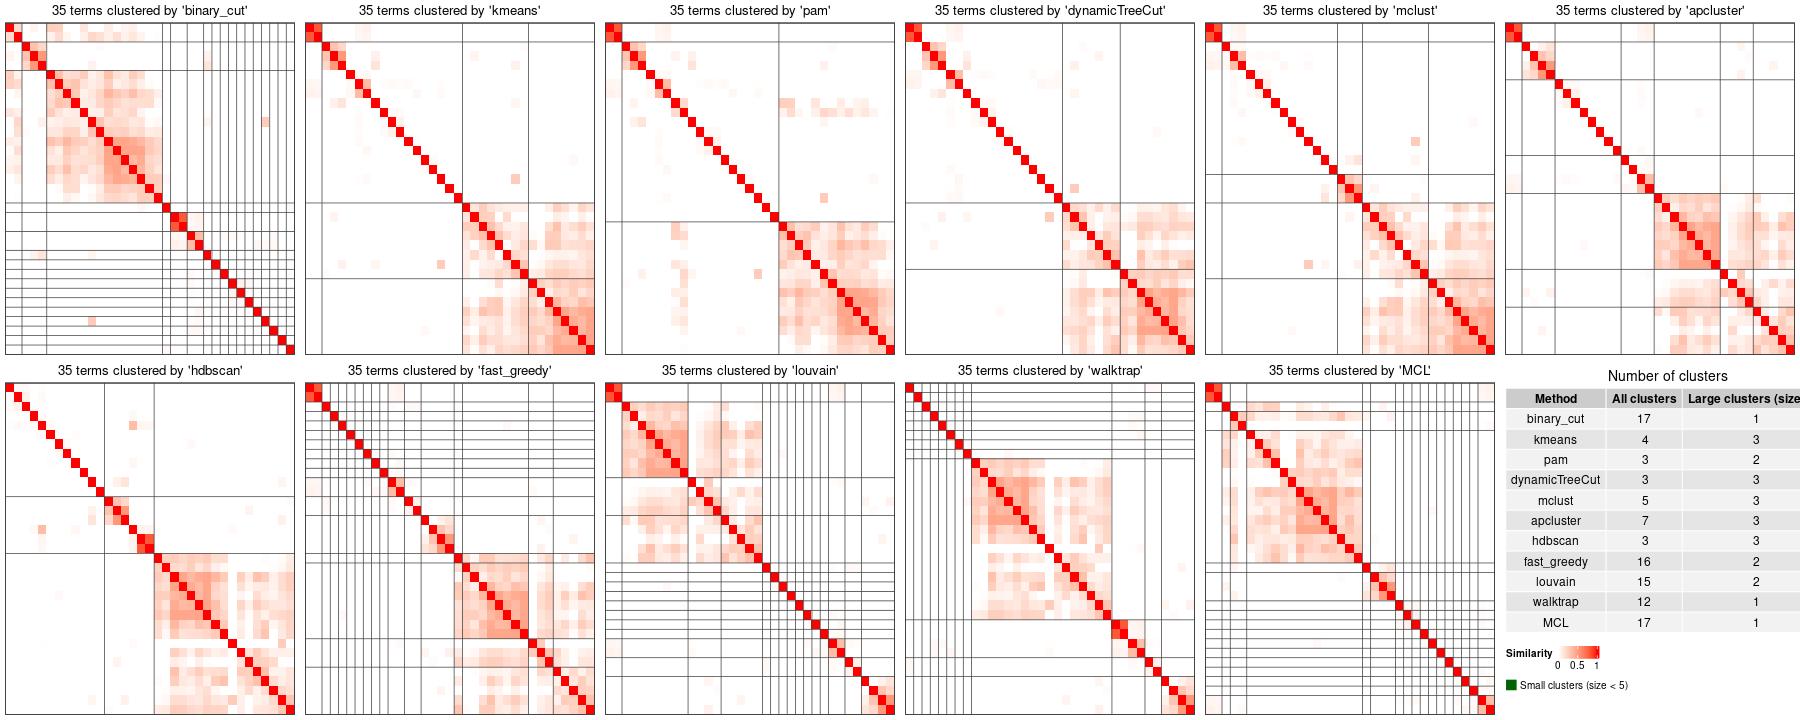 35 terms clustered by 'binary_cut'
35 terms clustered by 'kmeans'
35 terms clustered by 'pam'
35 terms clustered by 'dynamicTreeCut'
35 terms clustered by 'mclust'
35 terms clustered by 'apcluster'
35 terms clustered by 'hdbscan'
35 terms clustered by 'fast_greedy'
35 terms clustered by 'louvain'
35 terms clustered by 'walktrap'
35 terms clustered by 'MCL'
Number of clusters
Method All clusters Large clusters (size
binary_cut 17 1
kmeans 4 3
pam 3 2
dynamicTreeCut 3 3
mclust 5 3
apcluster 7 3
hdbscan 3 3
fast_greedy 16 2
louvain 15 2
walktrap 12 1
MCL 17 1
Similarity
0 0.5 1
Small clusters (size < 5)